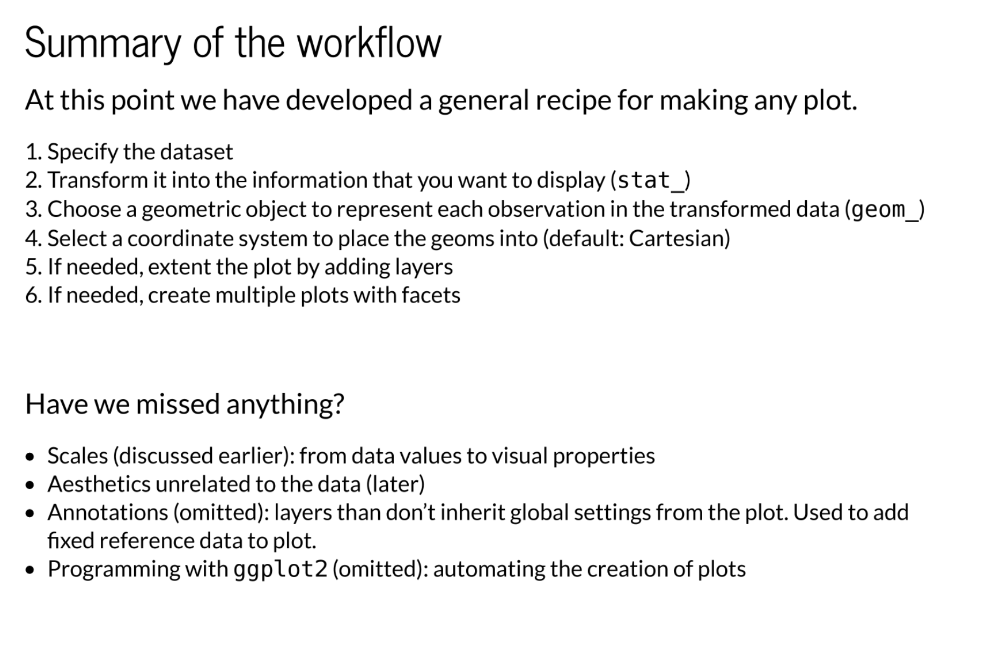 Summary of the workflow
At this point we have developed a general recipe for making any plot.
1. Specify the dataset
2. Transform it into the information that you want to display (stat_)
3. Choose a geometric object to represent each observation in the transformed data (geom_)
4. Select a coordinate system to place the geoms into (default: Cartesian)
5. If needed, extent the plot by adding layers
6. If needed, create multiple plots with facets
Have we missed anything?
• Scales (discussed earlier): from data values to visual properties
• Aesthetics unrelated to the data (later)
• Annotations (omitted): layers than don’t inherit global settings from the plot. Used to add
fixed reference data to plot.
• Programming with ggplot2 (omitted): automating the creation of plots